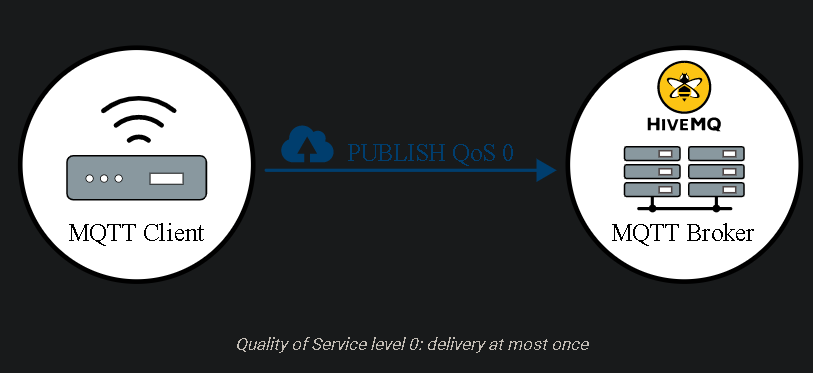 PUBLISH QoS 0
HIVEMQ
MQTT Client
MQTT Broker
Quality of Service level 0: delivery at most once